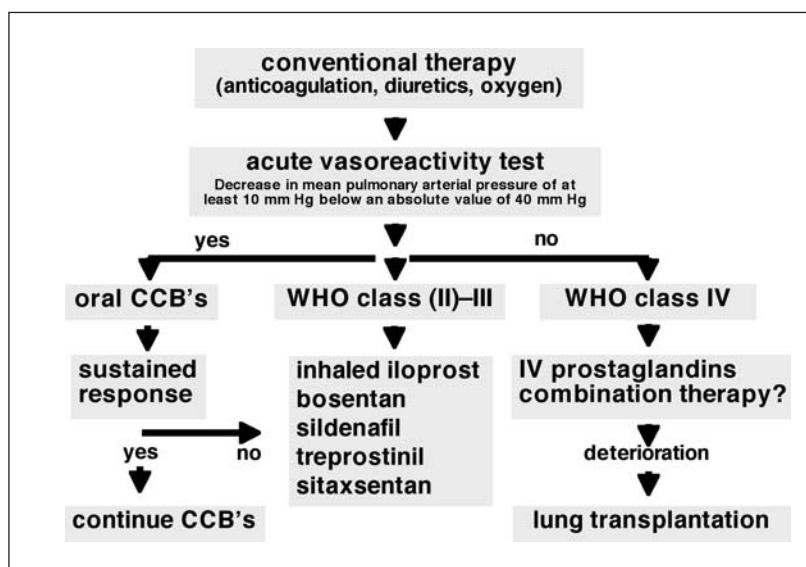 conventional therapy
(anticoagulation, diuretics, oxygen)
acute vasoreactivity test
Decrease in mean pulmonary arterial pressure of at
least 10 mm Hg below an absolute value of 40 mm Hg
yes
no
oral CCB's
WHO class (II)–III
WHO class IV
sustained
response
inhaled iloprost
bosentan
sildenafil
treprostinil
sitaxsentan
IV prostaglandins
combination therapy?
yes
no
deterioration
continue CCB's
lung transplantation